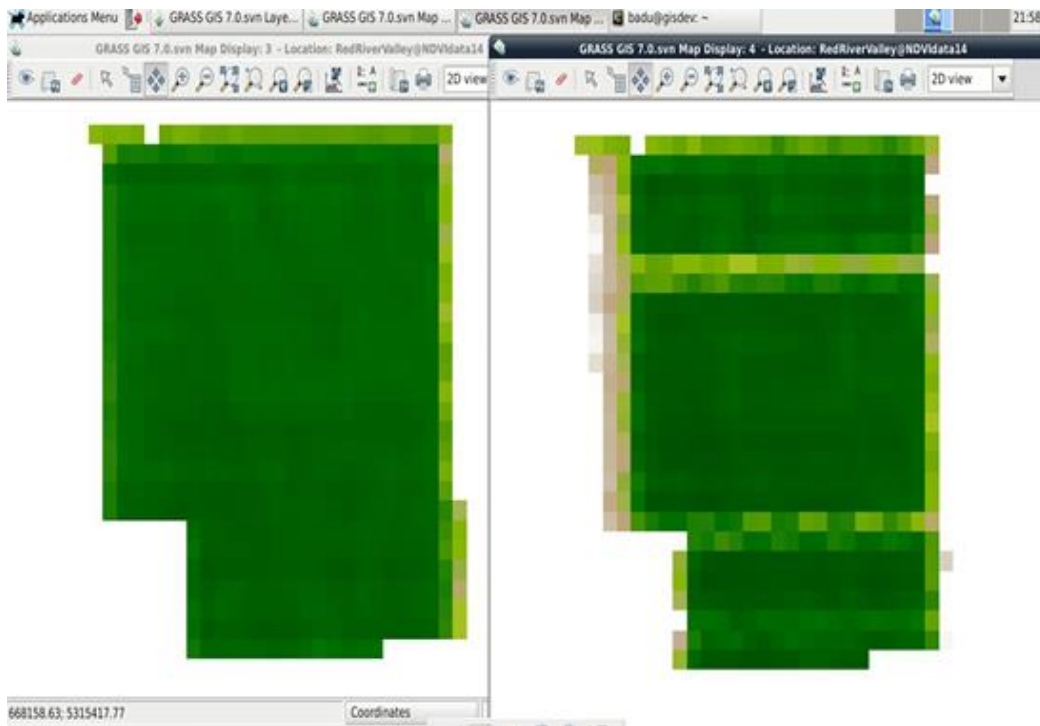 Applications Menu GRASS GIS 7.0.svn Laye... GRASS GIS 7.0.svn Map ... GRASS GIS 7.0.svn Map ... badu@gisdev: ~ 21:58
GRASS GIS 7.0.svn Map Display: 3 - Location: RedRiverValley@NDVIdata14
GRASS GIS 7.0.svn Map Display: 4 - Location: RedRiverValley@NDVIdata14
2D view
2D view
668158.63; 5315417.77
Coordinates